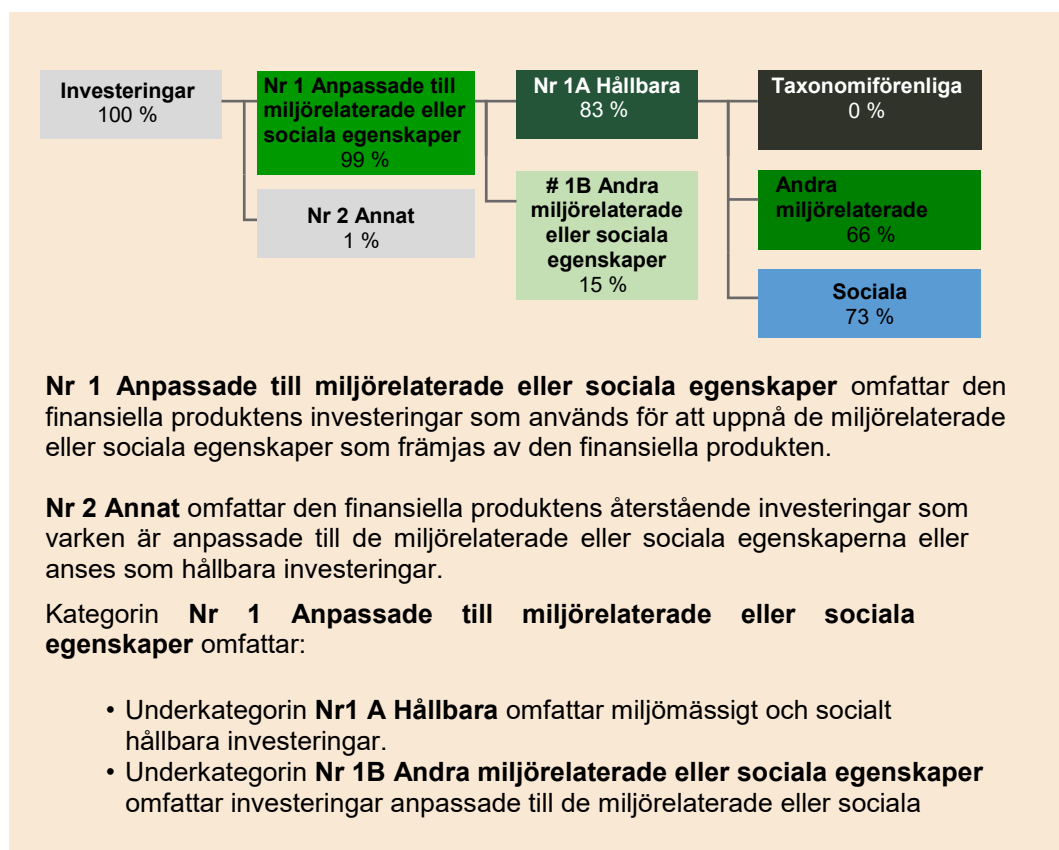 Investeringar
100 %
Nr 1 Anpassade till
miljörelaterade eller
sociala egenskaper
99 %
Nr 2 Annat
1 %
Nr 1A Hållbara
83 %
# 1B Andra
miljörelaterade
eller sociala
egenskaper
15 %
Taxonomiförenliga
0 %
Andra
miljörelaterade
66 %
Sociala
73 %
Nr 1 Anpassade till miljörelaterade eller sociala egenskaper omfattar den
finansiella produktens investeringar som används för att uppnå de miljörelaterade
eller sociala egenskaper som främjas av den finansiella produkten.
Nr 2 Annat omfattar den finansiella produktens återstående investeringar som
varken är anpassade till de miljörelaterade eller sociala egenskaperna eller
anses som hållbara investeringar.
Kategorin Nr 1 Anpassade till miljörelaterade eller sociala
egenskaper omfattar:
• Underkategorin Nr1 A Hållbara omfattar miljömässigt och socialt
hållbara investeringar.
• Underkategorin Nr 1B Andra miljörelaterade eller sociala egenskaper
omfattar investeringar anpassade till de miljörelaterade eller sociala